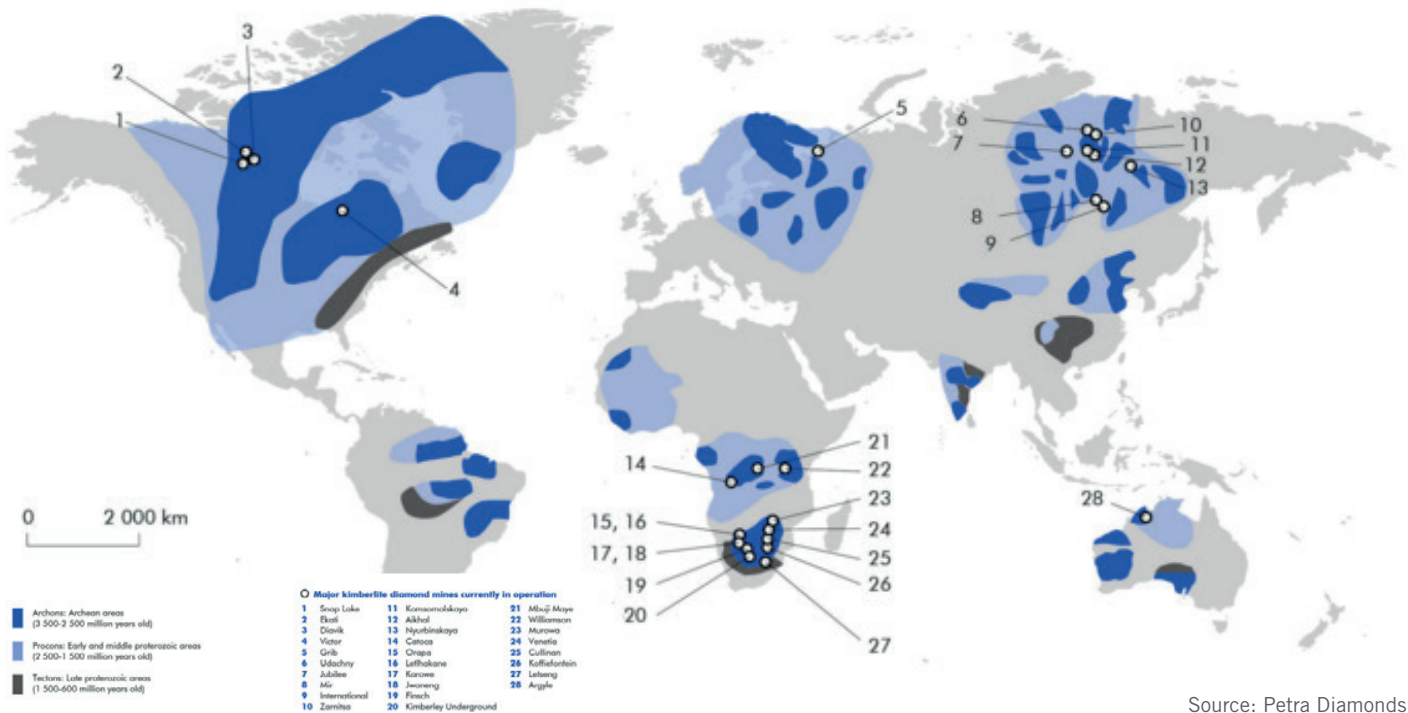 3
2
1
4
5
6
7
10
11
12
13
8
9
14
21
22
15, 16
17, 18
19
20
23
24
25
26
27
28
0 2 000 km
Archons: Archean areas
(3 500-2 500 million years old)
Procons: Early and middle proterozoic areas
(2 500-1 500 million years old)
Tectons: Late proterozoic areas
(1 500-600 million years old)
Major kimberlite diamond mines currently in operation
1 Snap Lake
2 Ekati
3 Diavik
4 Victor
5 Grib
6 Udachny
7 Jubilee
8 Mir
9 International
10 Zarnitsa
11 Komsomolskaya
12 Aikhal
13 Nyurbinskaya
14 Catoca
15 Orapa
16 Letlhakane
17 Karowe
18 Jwaneng
19 Finsch
20 Kimberley Underground
21 Mbuji Maye
22 Williamson
23 Murowa
24 Venetia
25 Cullinan
26 Koffiefontein
27 Letseng
28 Argyle
Source: Petra Diamonds